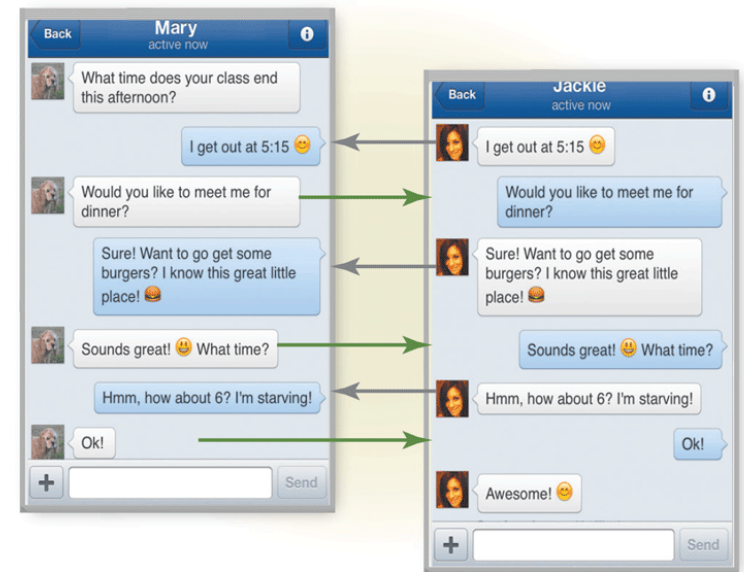 Back
Mary
active now
What time does your class end
this afternoon?
I get out at 5:15
Would you like to meet me for
dinner?
Sure! Want to go get some
burgers? I know this great little
place!
Sounds great! What time?
Hmm, how about 6? I'm starving!
Ok!
Send
Back
Jackie
active now
I get out at 5:15
Would you like to meet me for
dinner?
Sure! Want to go get some
burgers? I know this great little
place!
Sounds great! What time?
Hmm, how about 6? I'm starving!
Ok!
Awesome!
Send